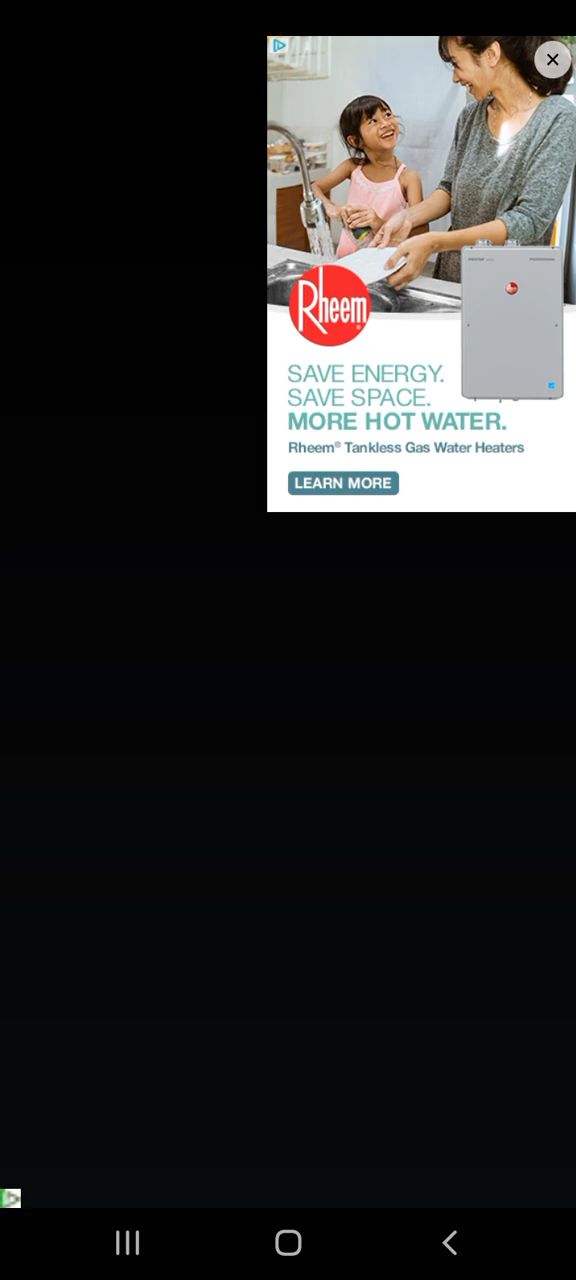 Rheem®
SAVE ENERGY.
SAVE SPACE.
MORE HOT WATER.
Rheem® Tankless Gas Water Heaters
LEARN MORE